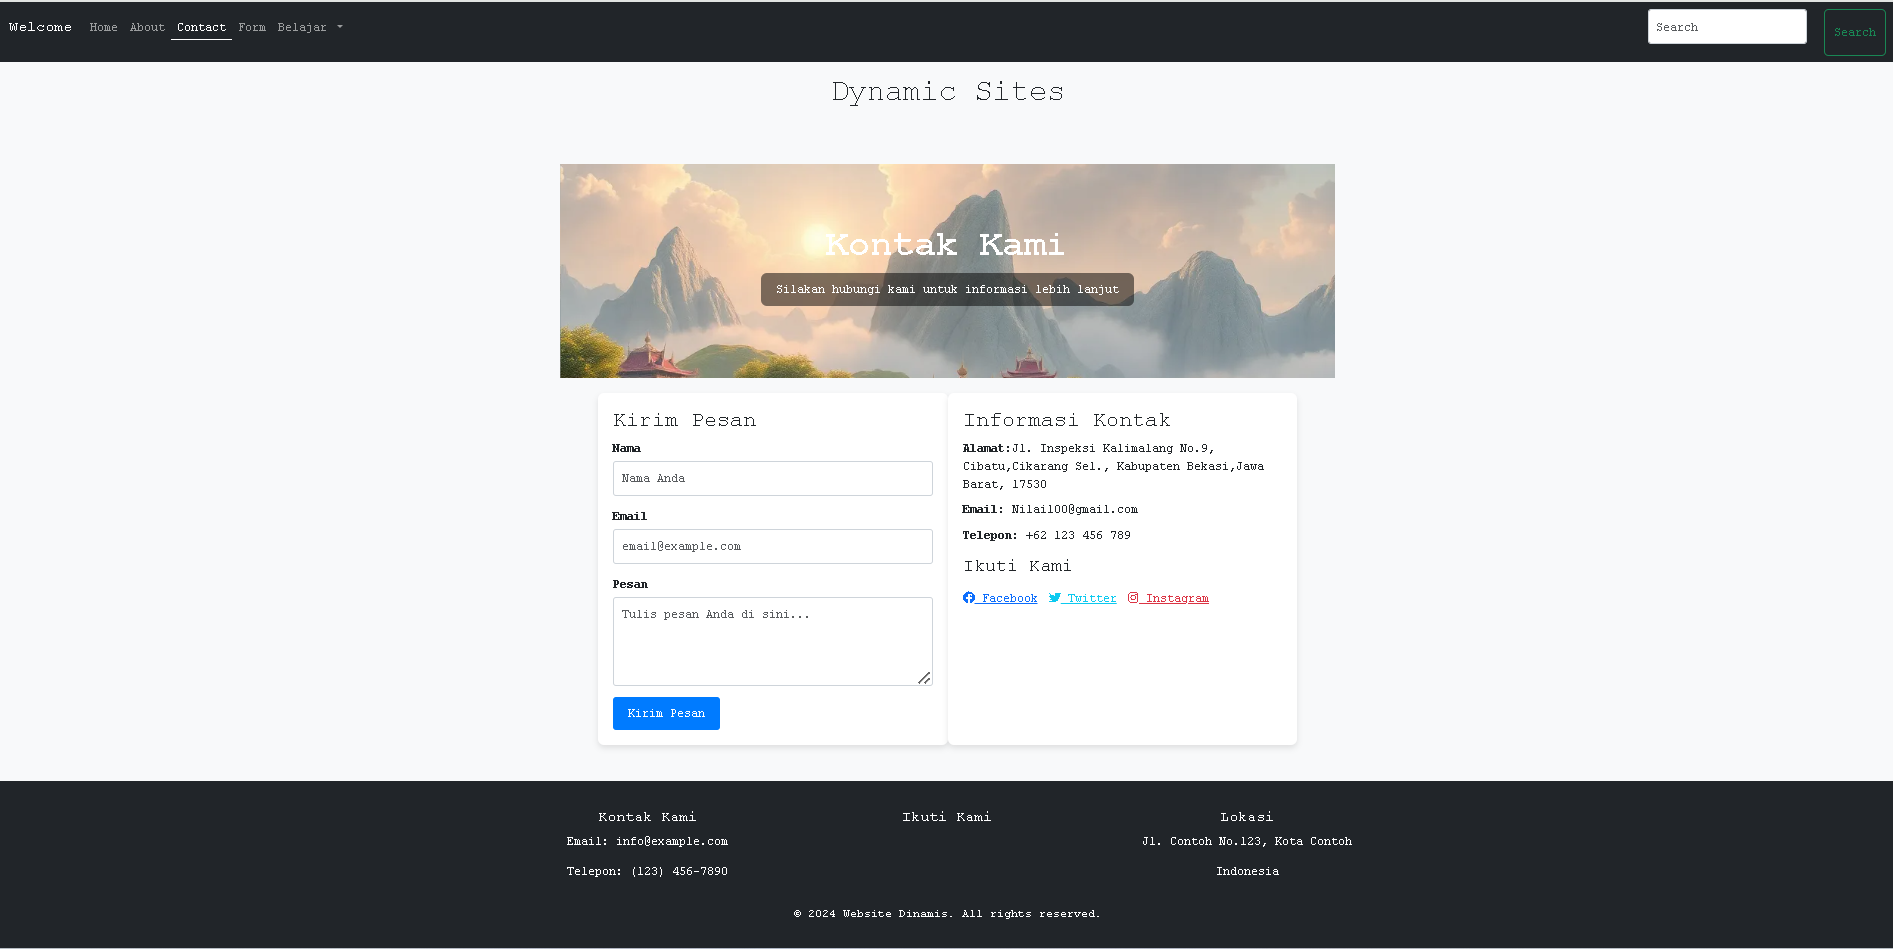 Welcome Home About Contact Form Belajar Search Search
Dynamic Sites
Kontak Kami
Silakan hubungi kami untuk informasi lebih lanjut
Kirim Pesan
Nama
Nama Anda
Email
email@example.com
Pesan
Tulis pesan Anda di sini...
Kirim Pesan
Informasi Kontak
Alamat:Jl. Inspeksi Kalimalang No.9,
Cibatu,Cikarang Sel., Kabupaten Bekasi,Jawa
Barat, 17530
Email: Nilai100@gmail.com
Telepon: +62 123 456 789
Ikuti Kami
Facebook Twitter Instagram
Kontak Kami
Email: info@example.com
Telepon: (123) 456-7890
Ikuti Kami
Lokasi
Jl. Contoh No.123, Kota Contoh
Indonesia
© 2024 Website Dinamis. All rights reserved.